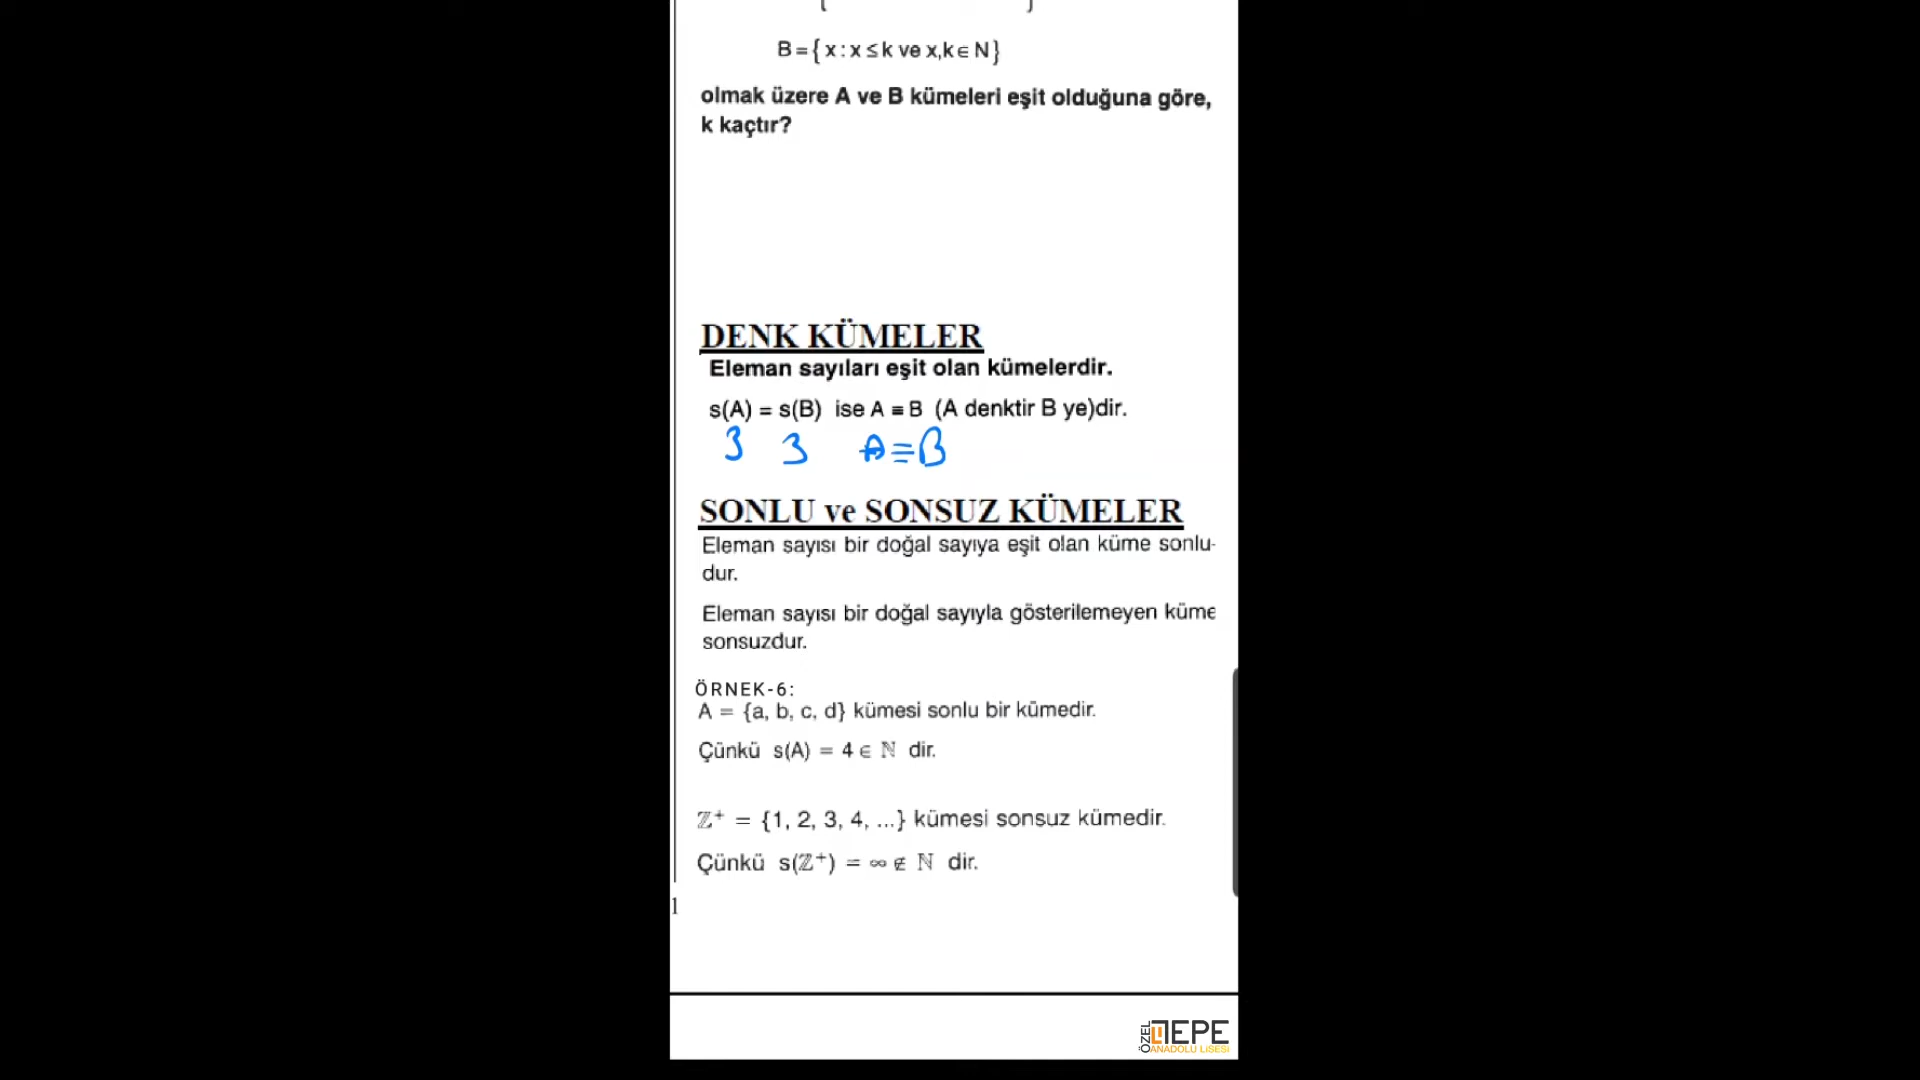 B={x:x≤k ve x,k∈N}
olmak üzere A ve B kümeleri eşit olduğuna göre,
k kaçtır?
DENK KÜMELER
Eleman sayıları eşit olan kümelerdir.
s(A) = s(B) ise A ≡ B (A denktir B ye)dir.
3 3 A≡B
SONLU ve SONSUZ KÜMELER
Eleman sayısı bir doğal sayıya eşit olan küme sonlu-
dur.
Eleman sayısı bir doğal sayıyla gösterilemeyen küme
sonsuzdur.
ÖRNEK-6:
A = {a, b, c, d} kümesi sonlu bir kümedir.
Çünkü s(A) = 4 ∈ ℕ dir.
ℤ⁺ = {1, 2, 3, 4, ...} kümesi sonsuz kümedir.
Çünkü s(ℤ⁺) = ∞ ∉ ℕ dir.
1
ÖZEL TEPE
ANADOLU LİSESİ